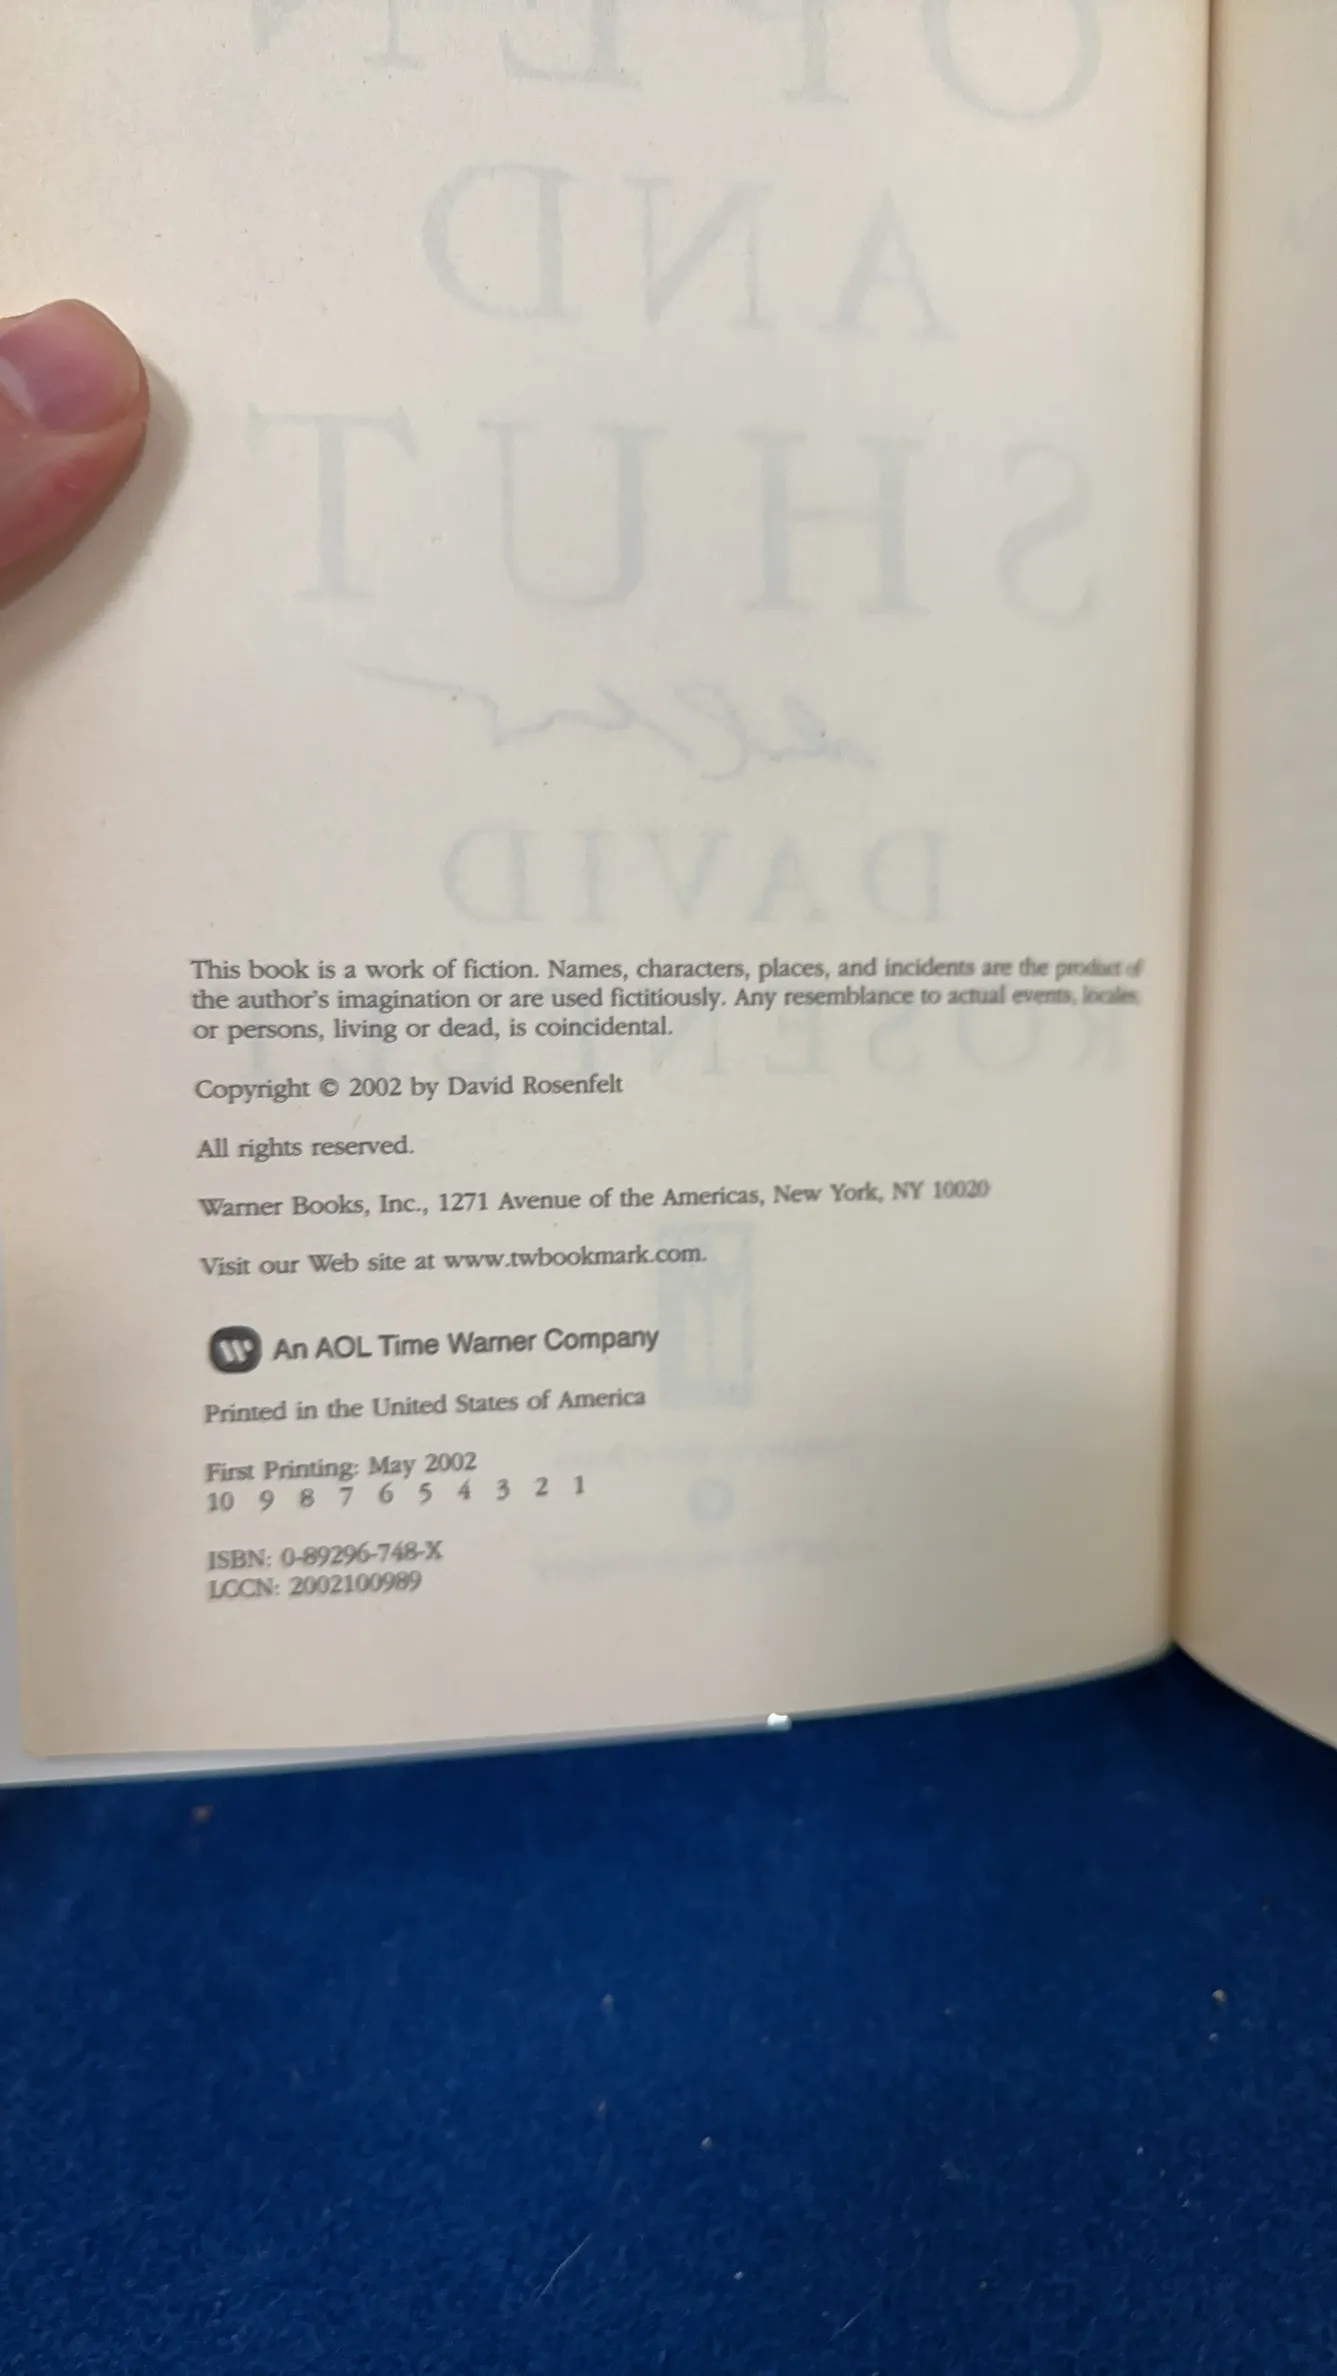 OPEN
AND
SHUT
DAVID
This book is a work of fiction. Names, characters, places, and incidents are the product of
the author's imagination or are used fictitiously. Any resemblance to actual events, locales,
or persons, living or dead, is coincidental.
ROSENFELT
Copyright © 2002 by David Rosenfelt
All rights reserved.
Warner Books, Inc., 1271 Avenue of the Americas, New York, NY 10020
Visit our Web site at www.twbookmark.com.
An AOL Time Warner Company
Printed in the United States of America
First Printing: May 2002
10 9 8 7 6 5 4 3 2 1
ISBN: 0-89296-748-X
LCCN: 2002100989